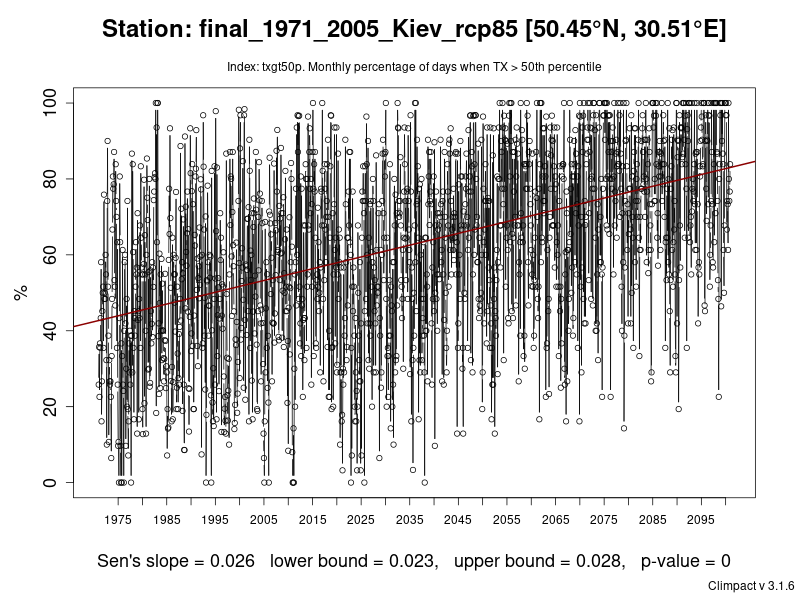 Station: final_1971_2005_Kiev_rcp85 [50.45°N, 30.51°E]
Index: txgt50p. Monthly percentage of days when TX > 50th percentile
100
80
60
40
20
0
%
1975 1985 1995 2005 2015 2025 2035 2045 2055 2065 2075 2085 2095
Sen's slope = 0.026 lower bound = 0.023, upper bound = 0.028, p-value = 0
Climpact v 3.1.6